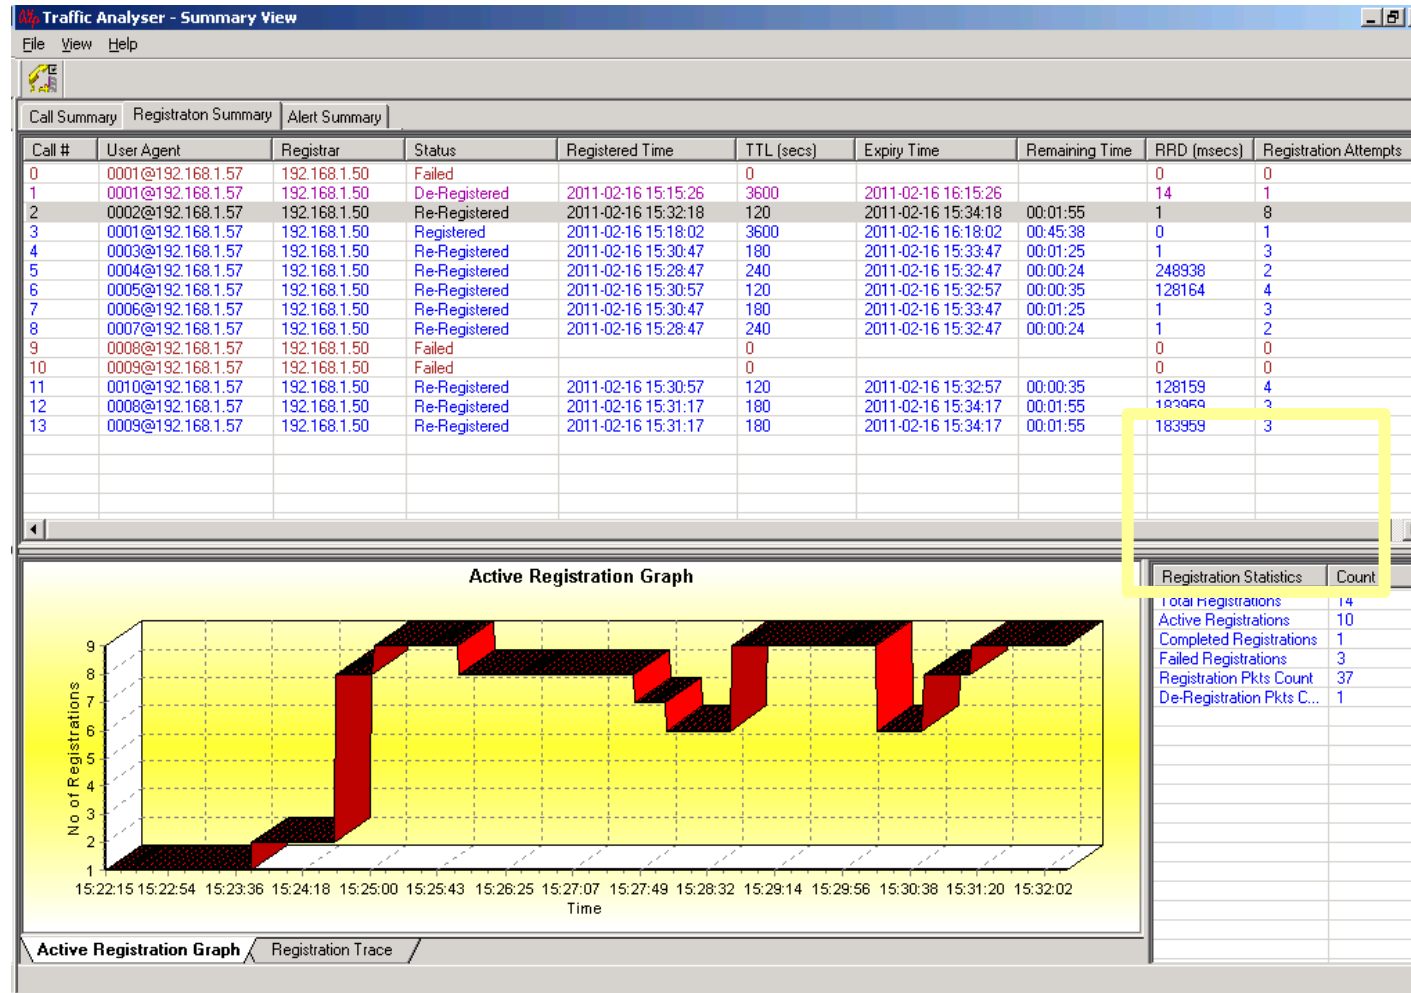 Traffic Analyser - Summary View
File View Help
Call Summary Registraton Summary Alert Summary
Call # User Agent Registrar Status Registered Time TTL (secs) Expiry Time Remaining Time RRD (msecs) Registration Attempts
0 0001@192.168.1.57 192.168.1.50 Failed 0 0 0
1 0001@192.168.1.57 192.168.1.50 De-Registered 2011-02-16 15:15:26 3600 2011-02-16 16:15:26 14 1
2 0002@192.168.1.57 192.168.1.50 Re-Registered 2011-02-16 15:32:18 120 2011-02-16 15:34:18 00:01:55 1 8
3 0001@192.168.1.57 192.168.1.50 Registered 2011-02-16 15:18:02 3600 2011-02-16 16:18:02 00:45:38 0 1
4 0003@192.168.1.57 192.168.1.50 Re-Registered 2011-02-16 15:30:47 180 2011-02-16 15:33:47 00:01:25 1 3
5 0004@192.168.1.57 192.168.1.50 Re-Registered 2011-02-16 15:28:47 240 2011-02-16 15:32:47 00:00:24 248938 2
6 0005@192.168.1.57 192.168.1.50 Re-Registered 2011-02-16 15:30:57 120 2011-02-16 15:32:57 00:00:35 128164 4
7 0006@192.168.1.57 192.168.1.50 Re-Registered 2011-02-16 15:30:47 180 2011-02-16 15:33:47 00:01:25 1 3
8 0007@192.168.1.57 192.168.1.50 Re-Registered 2011-02-16 15:28:47 240 2011-02-16 15:32:47 00:00:24 1 2
9 0008@192.168.1.57 192.168.1.50 Failed 0 0 0
10 0009@192.168.1.57 192.168.1.50 Failed 0 0 0
11 0010@192.168.1.57 192.168.1.50 Re-Registered 2011-02-16 15:30:57 120 2011-02-16 15:32:57 00:00:35 128159 4
12 0008@192.168.1.57 192.168.1.50 Re-Registered 2011-02-16 15:31:17 180 2011-02-16 15:34:17 00:01:55 183959 3
13 0009@192.168.1.57 192.168.1.50 Re-Registered 2011-02-16 15:31:17 180 2011-02-16 15:34:17 00:01:55 183959 3
Active Registration Graph
No of Registrations
9
8
7
6
5
4
3
2
1
15:22:15 15:22:54 15:23:36 15:24:18 15:25:00 15:25:43 15:26:25 15:27:07 15:27:49 15:28:32 15:29:14 15:29:56 15:30:38 15:31:20 15:32:02
Time
Active Registration Graph Registration Trace
Registration Statistics Count
Total Registrations 14
Active Registrations 10
Completed Registrations 1
Failed Registrations 3
Registration Pkts Count 37
De-Registration Pkts C... 1